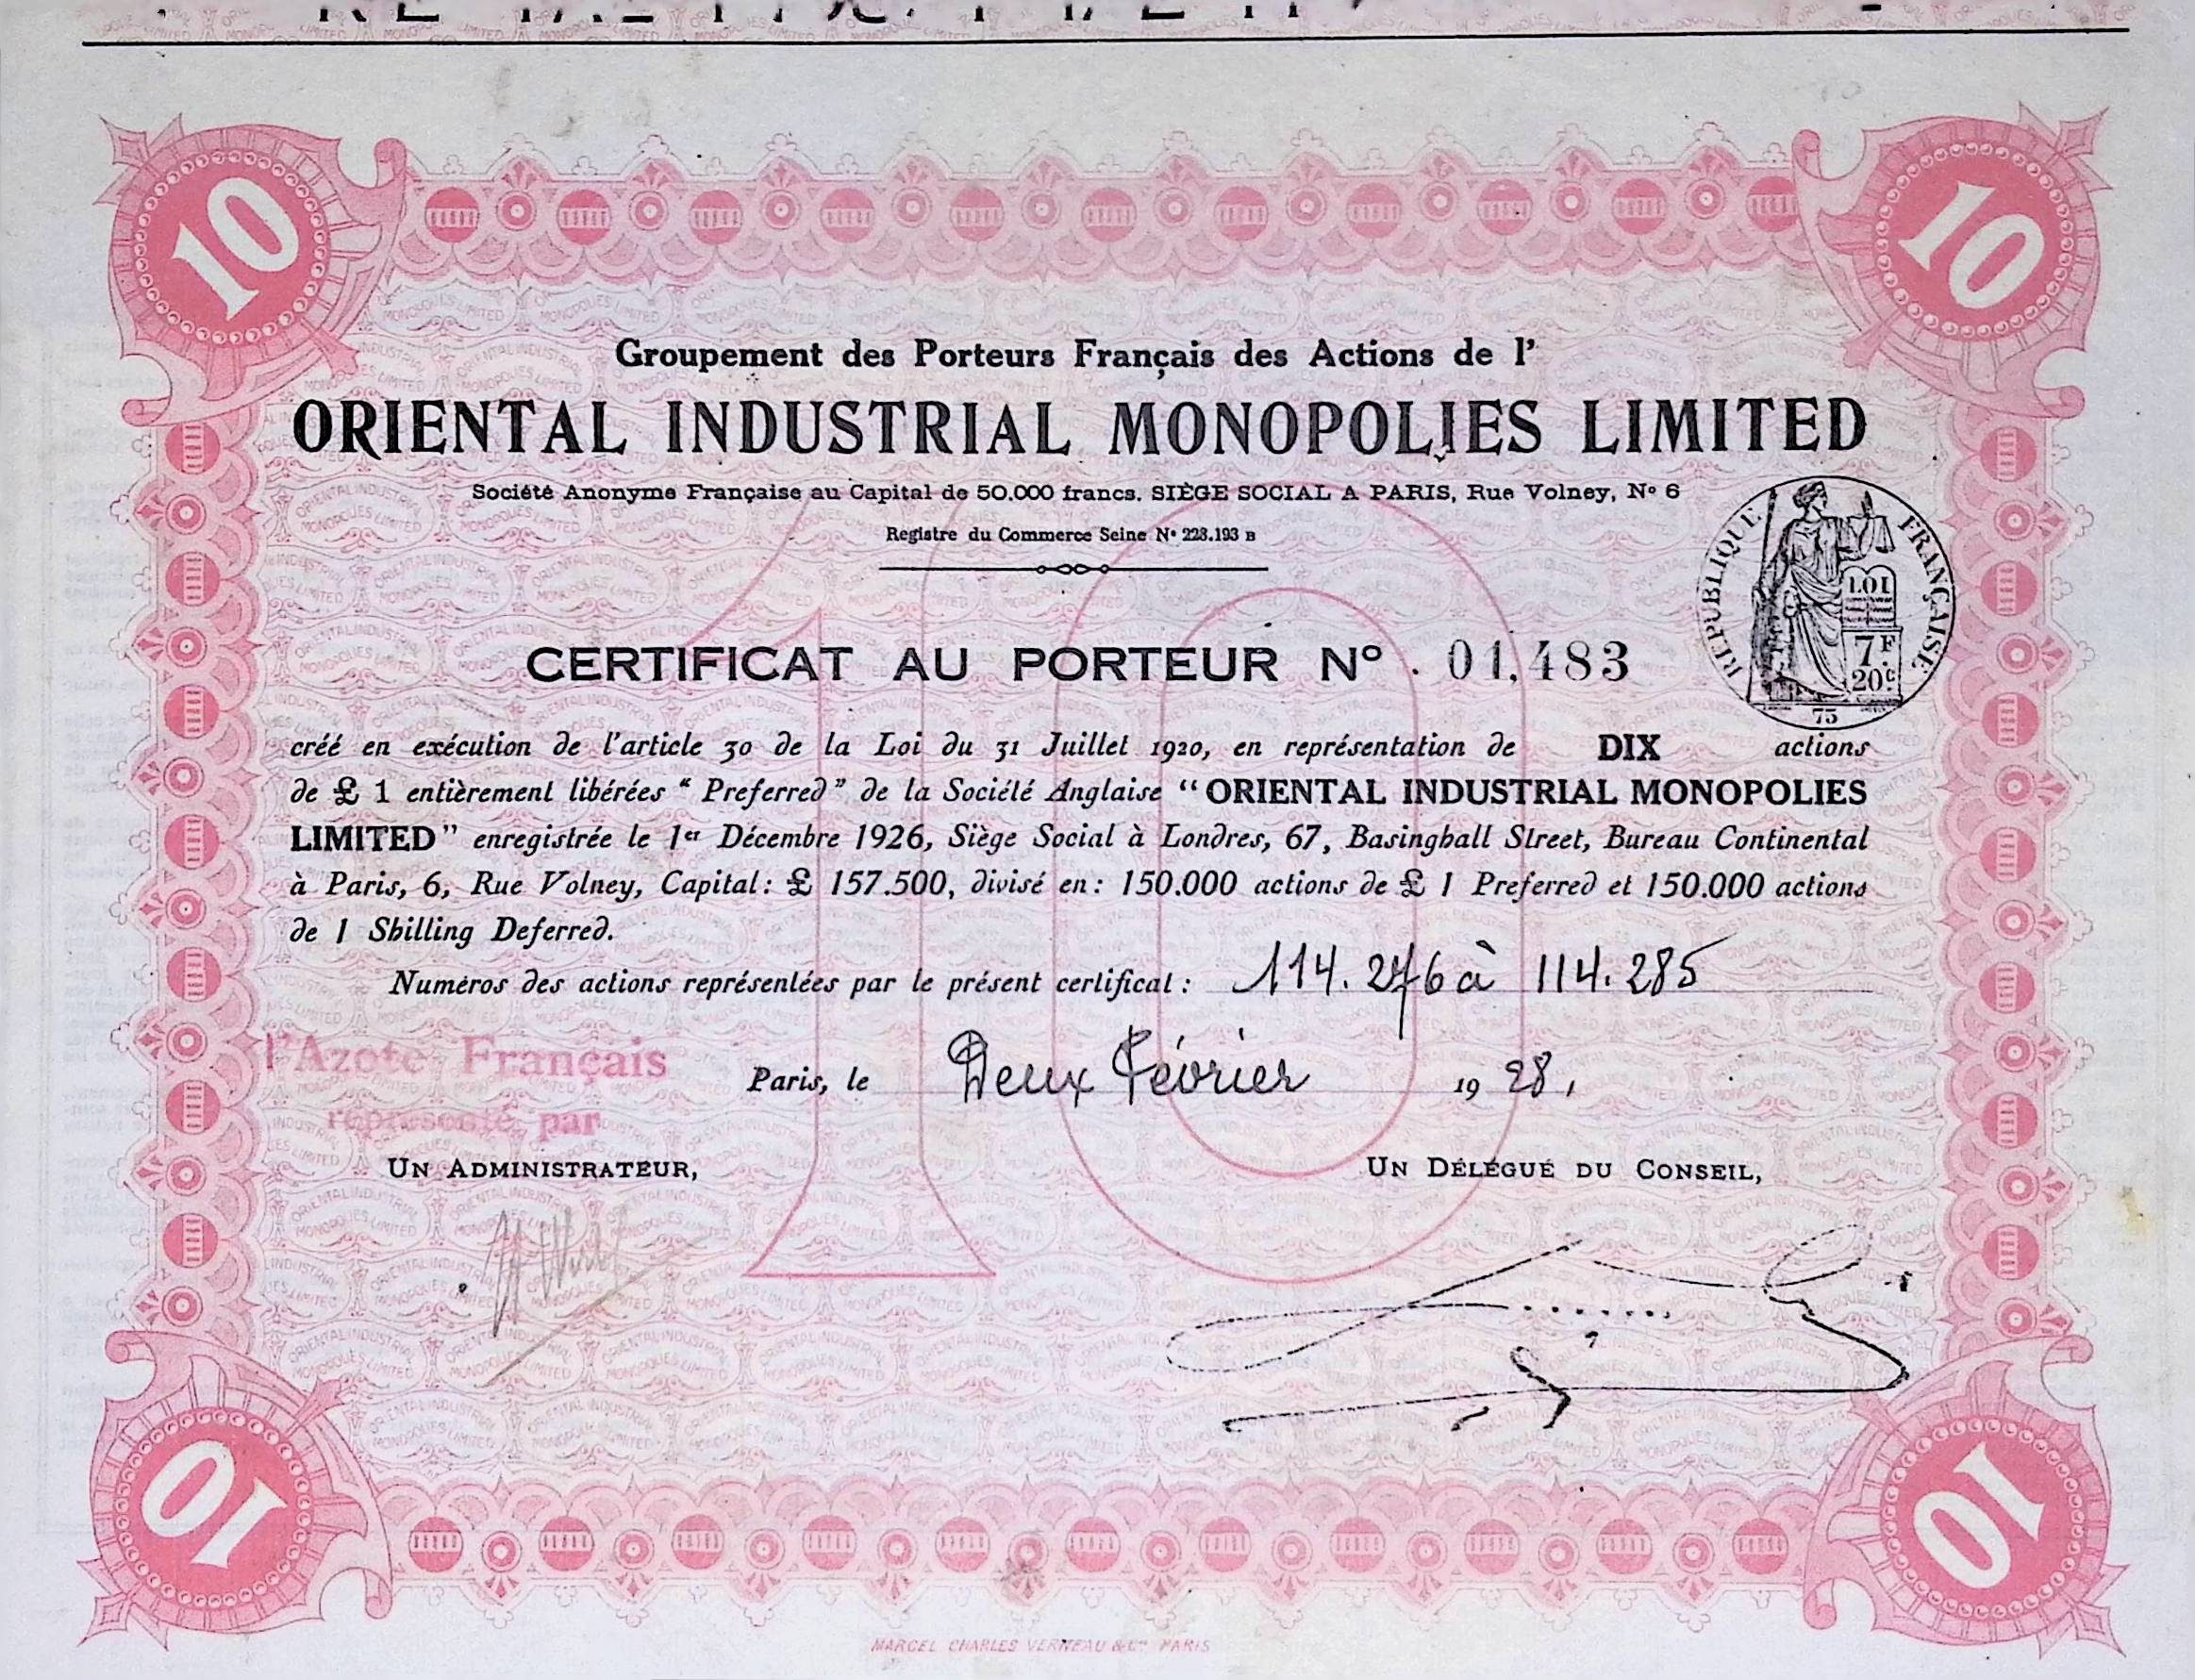 10 10
Groupement des Porteurs Français des Actions de l'
ORIENTAL INDUSTRIAL MONOPOLIES LIMITED
Société Anonyme Française au Capital de 50.000 francs. SIÈGE SOCIAL A PARIS, Rue Volney, No 6
Registre du Commerce Seine No 228.193 B
RÉPUBLIQUE FRANÇAISE
LOI
7F
20c
75
CERTIFICAT AU PORTEUR No 01,483
créé en exécution de l'article 30 de la Loi du 31 Juillet 1920, en représentation de DIX actions
de £ 1 entièrement libérées “ Preferred ” de la Société Anglaise “ ORIENTAL INDUSTRIAL MONOPOLIES
LIMITED ” enregistrée le 1er Décembre 1926, Siège Social à Londres, 67, Basinghall Street, Bureau Continental
à Paris, 6, Rue Volney, Capital : £ 157.500, divisé en : 150.000 actions de £ 1 Preferred et 150.000 actions
de 1 Shilling Deferred.
Numéros des actions représentées par le présent certificat : 114.276 à 114.285
l'Azote Français
représenté par
Paris, le Deux Février 1928,
UN ADMINISTRATEUR, UN DÉLÉGUÉ DU CONSEIL,
10 10
MARCEL CHARLES VERNEAU & Cie PARIS